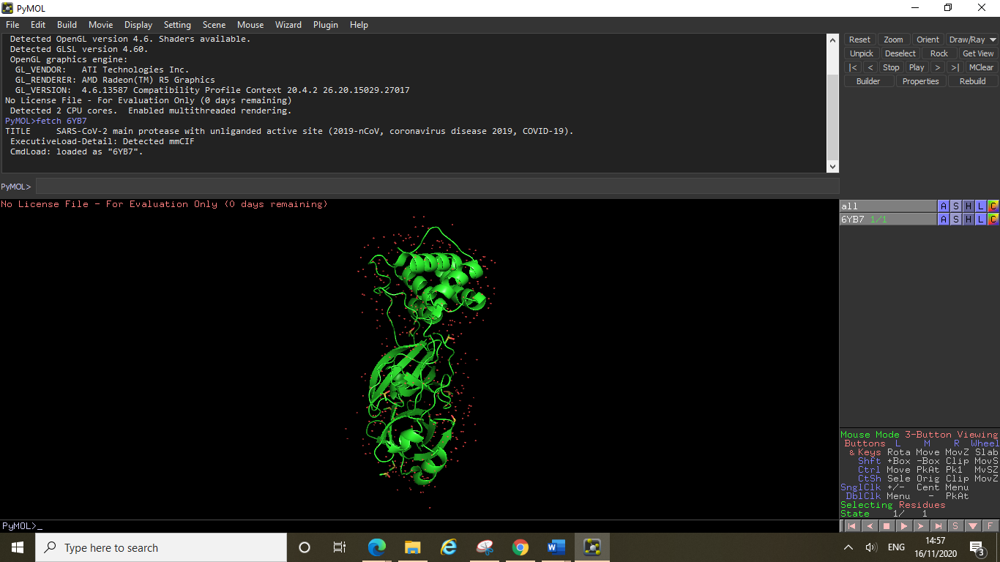 PyMOL
File Edit Build Movie Display Setting Scene Mouse Wizard Plugin Help
Detected OpenGL version 4.6. Shaders available.
Detected GLSL version 4.60.
OpenGL graphics engine:
GL_VENDOR: ATI Technologies Inc.
GL_RENDERER: AMD Radeon(TM) R5 Graphics
GL_VERSION: 4.6.13587 Compatibility Profile Context 20.4.2 26.20.15029.27017
No License File - For Evaluation Only (0 days remaining)
Detected 2 CPU cores. Enabled multithreaded rendering.
PyMOL>fetch 6YB7
TITLE SARS-CoV-2 main protease with unliganded active site (2019-nCoV, coronavirus disease 2019, COVID-19).
ExecutiveLoad-Detail: Detected mmCIF
CmdLoad: loaded as "6YB7".
PyMOL>
Reset Zoom Orient Draw/Ray
Unpick Deselect Rock Get View
|< < Stop Play > >| MClear
Builder Properties Rebuild
No License File - For Evaluation Only (0 days remaining)
all A S H L C
6YB7 1/1 A S H L C
Mouse Mode 3-Button Viewing
Buttons L M R Wheel
& Keys Rota Move MovZ Slab
Shft +Box -Box Clip MovS
Ctrl Move PkAt Pk1 MvSZ
CtSh Sele Orig Clip MovZ
SnglClk +/- Cent Menu
DblClk Menu - PkAt
Selecting Residues
State 1/ 1
PyMOL>_
S F
Type here to search
ENG
14:57
16/11/2020
3